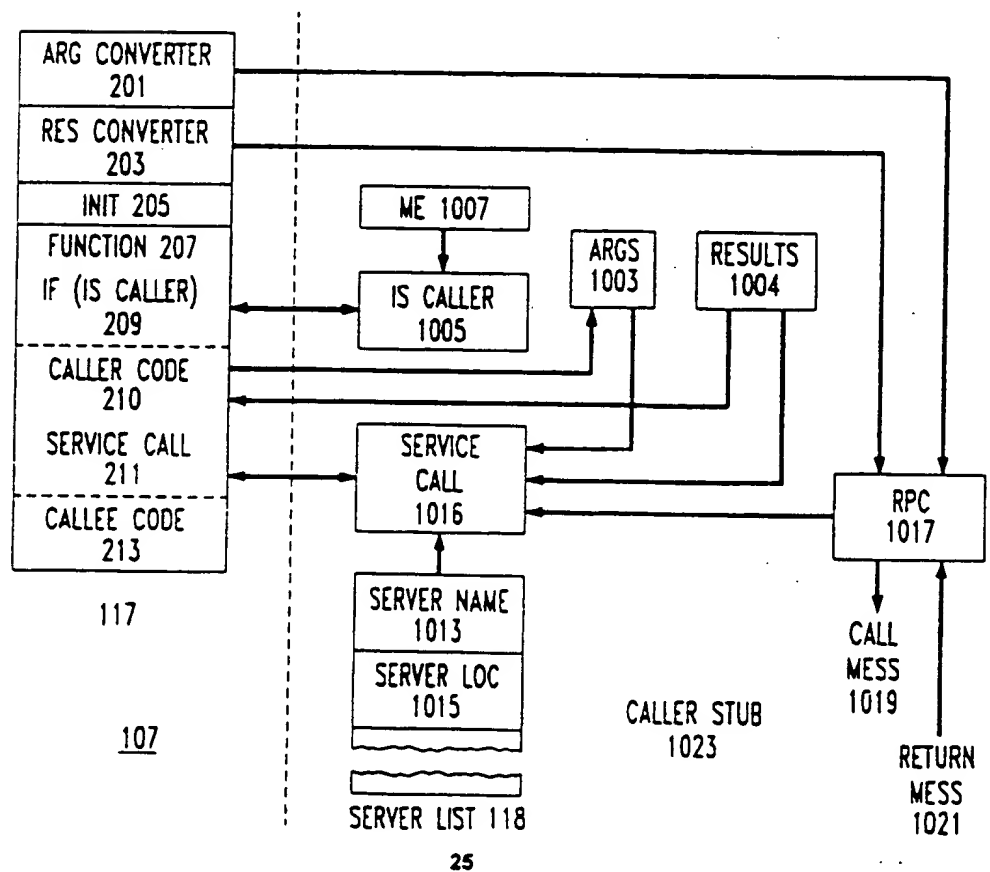 ARG CONVERTER
201
RES CONVERTER
203
INIT 205
FUNCTION 207
IF (IS CALLER)
209
CALLER CODE
210
SERVICE CALL
211
CALLEE CODE
213
117
107
ME 1007
IS CALLER
1005
ARGS
1003
RESULTS
1004
SERVICE
CALL
1016
SERVER NAME
1013
SERVER LOC
1015
SERVER LIST 118
RPC
1017
CALL
MESS
1019
RETURN
MESS
1021
CALLER STUB
1023
25